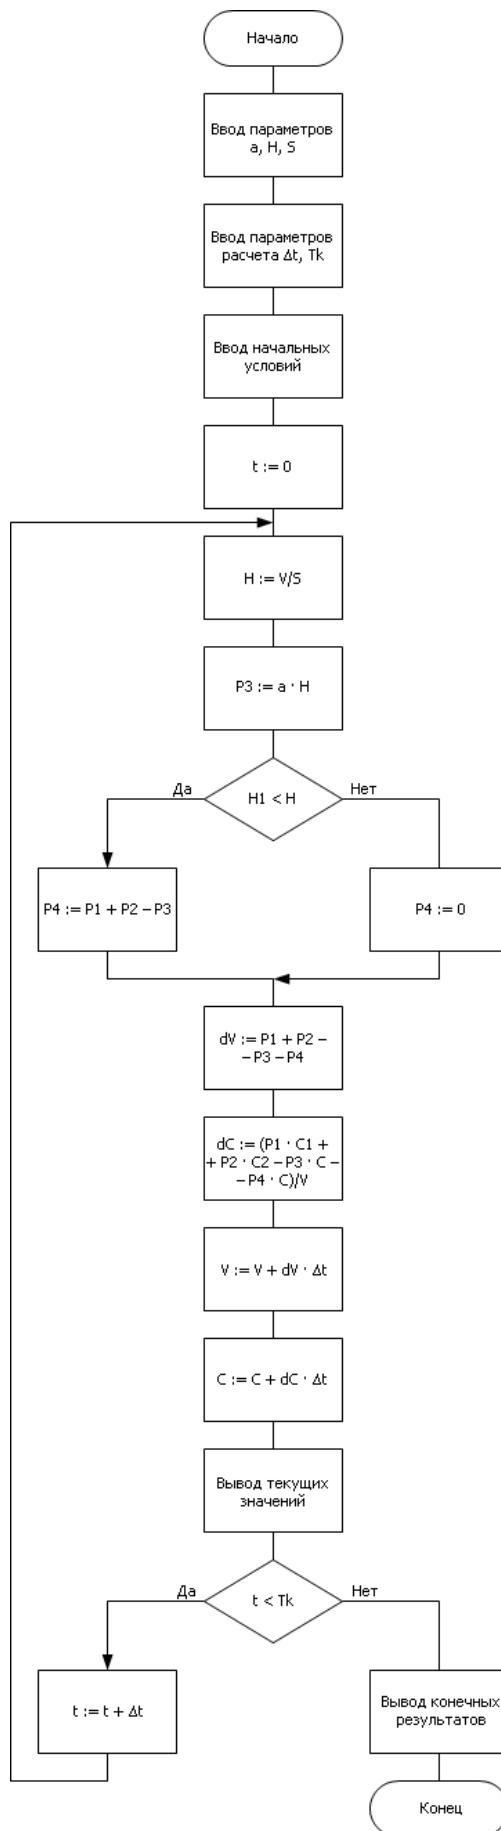 Начало
Ввод параметров
a, H, S
Ввод параметров
расчета Δt, Tk
Ввод начальных
условий
t := 0
H := V/S
P3 := a · H
H1 < H
Да
Нет
P4 := P1 + P2 – P3
P4 := 0
dV := P1 + P2 –
– P3 – P4
dC := (P1 · C1 +
+ P2 · C2 – P3 · C –
– P4 · C)/V
V := V + dV · Δt
C := C + dC · Δt
Вывод текущих
значений
t < Tk
Да
Нет
t := t + Δt
Вывод конечных
результатов
Конец